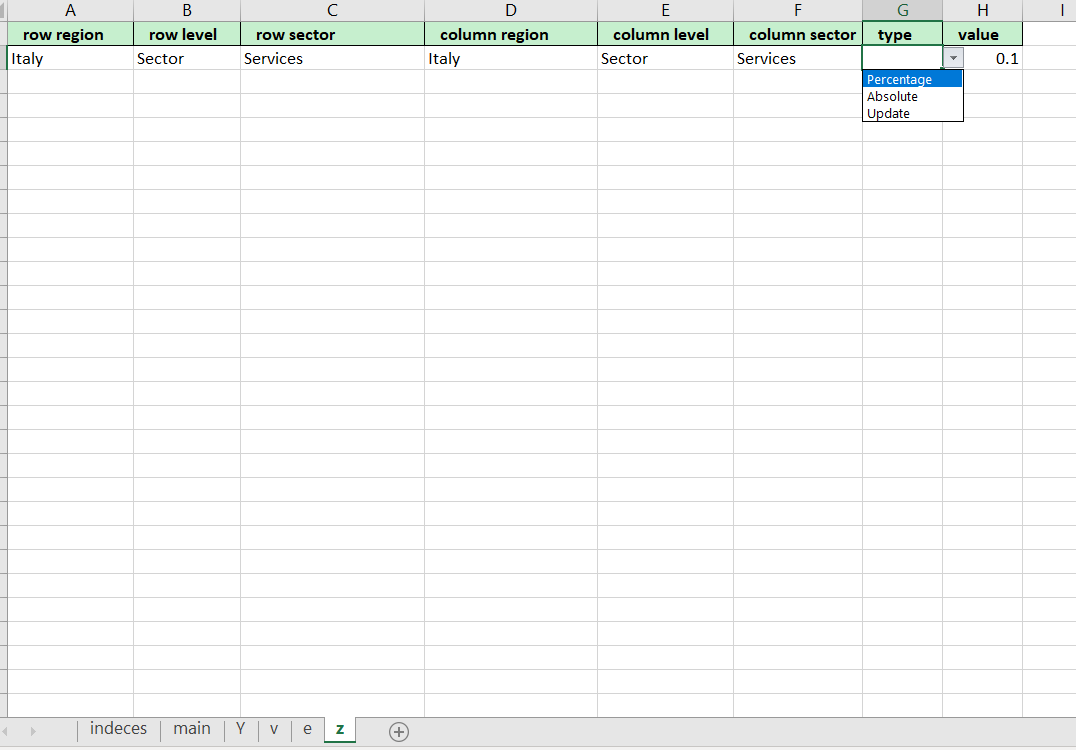 A B C D E F G H I
row region row level row sector column region column level column sector type value
Italy Sector Services Italy Sector Services 0.1
Percentage
Absolute
Update
indeces main Y v e z